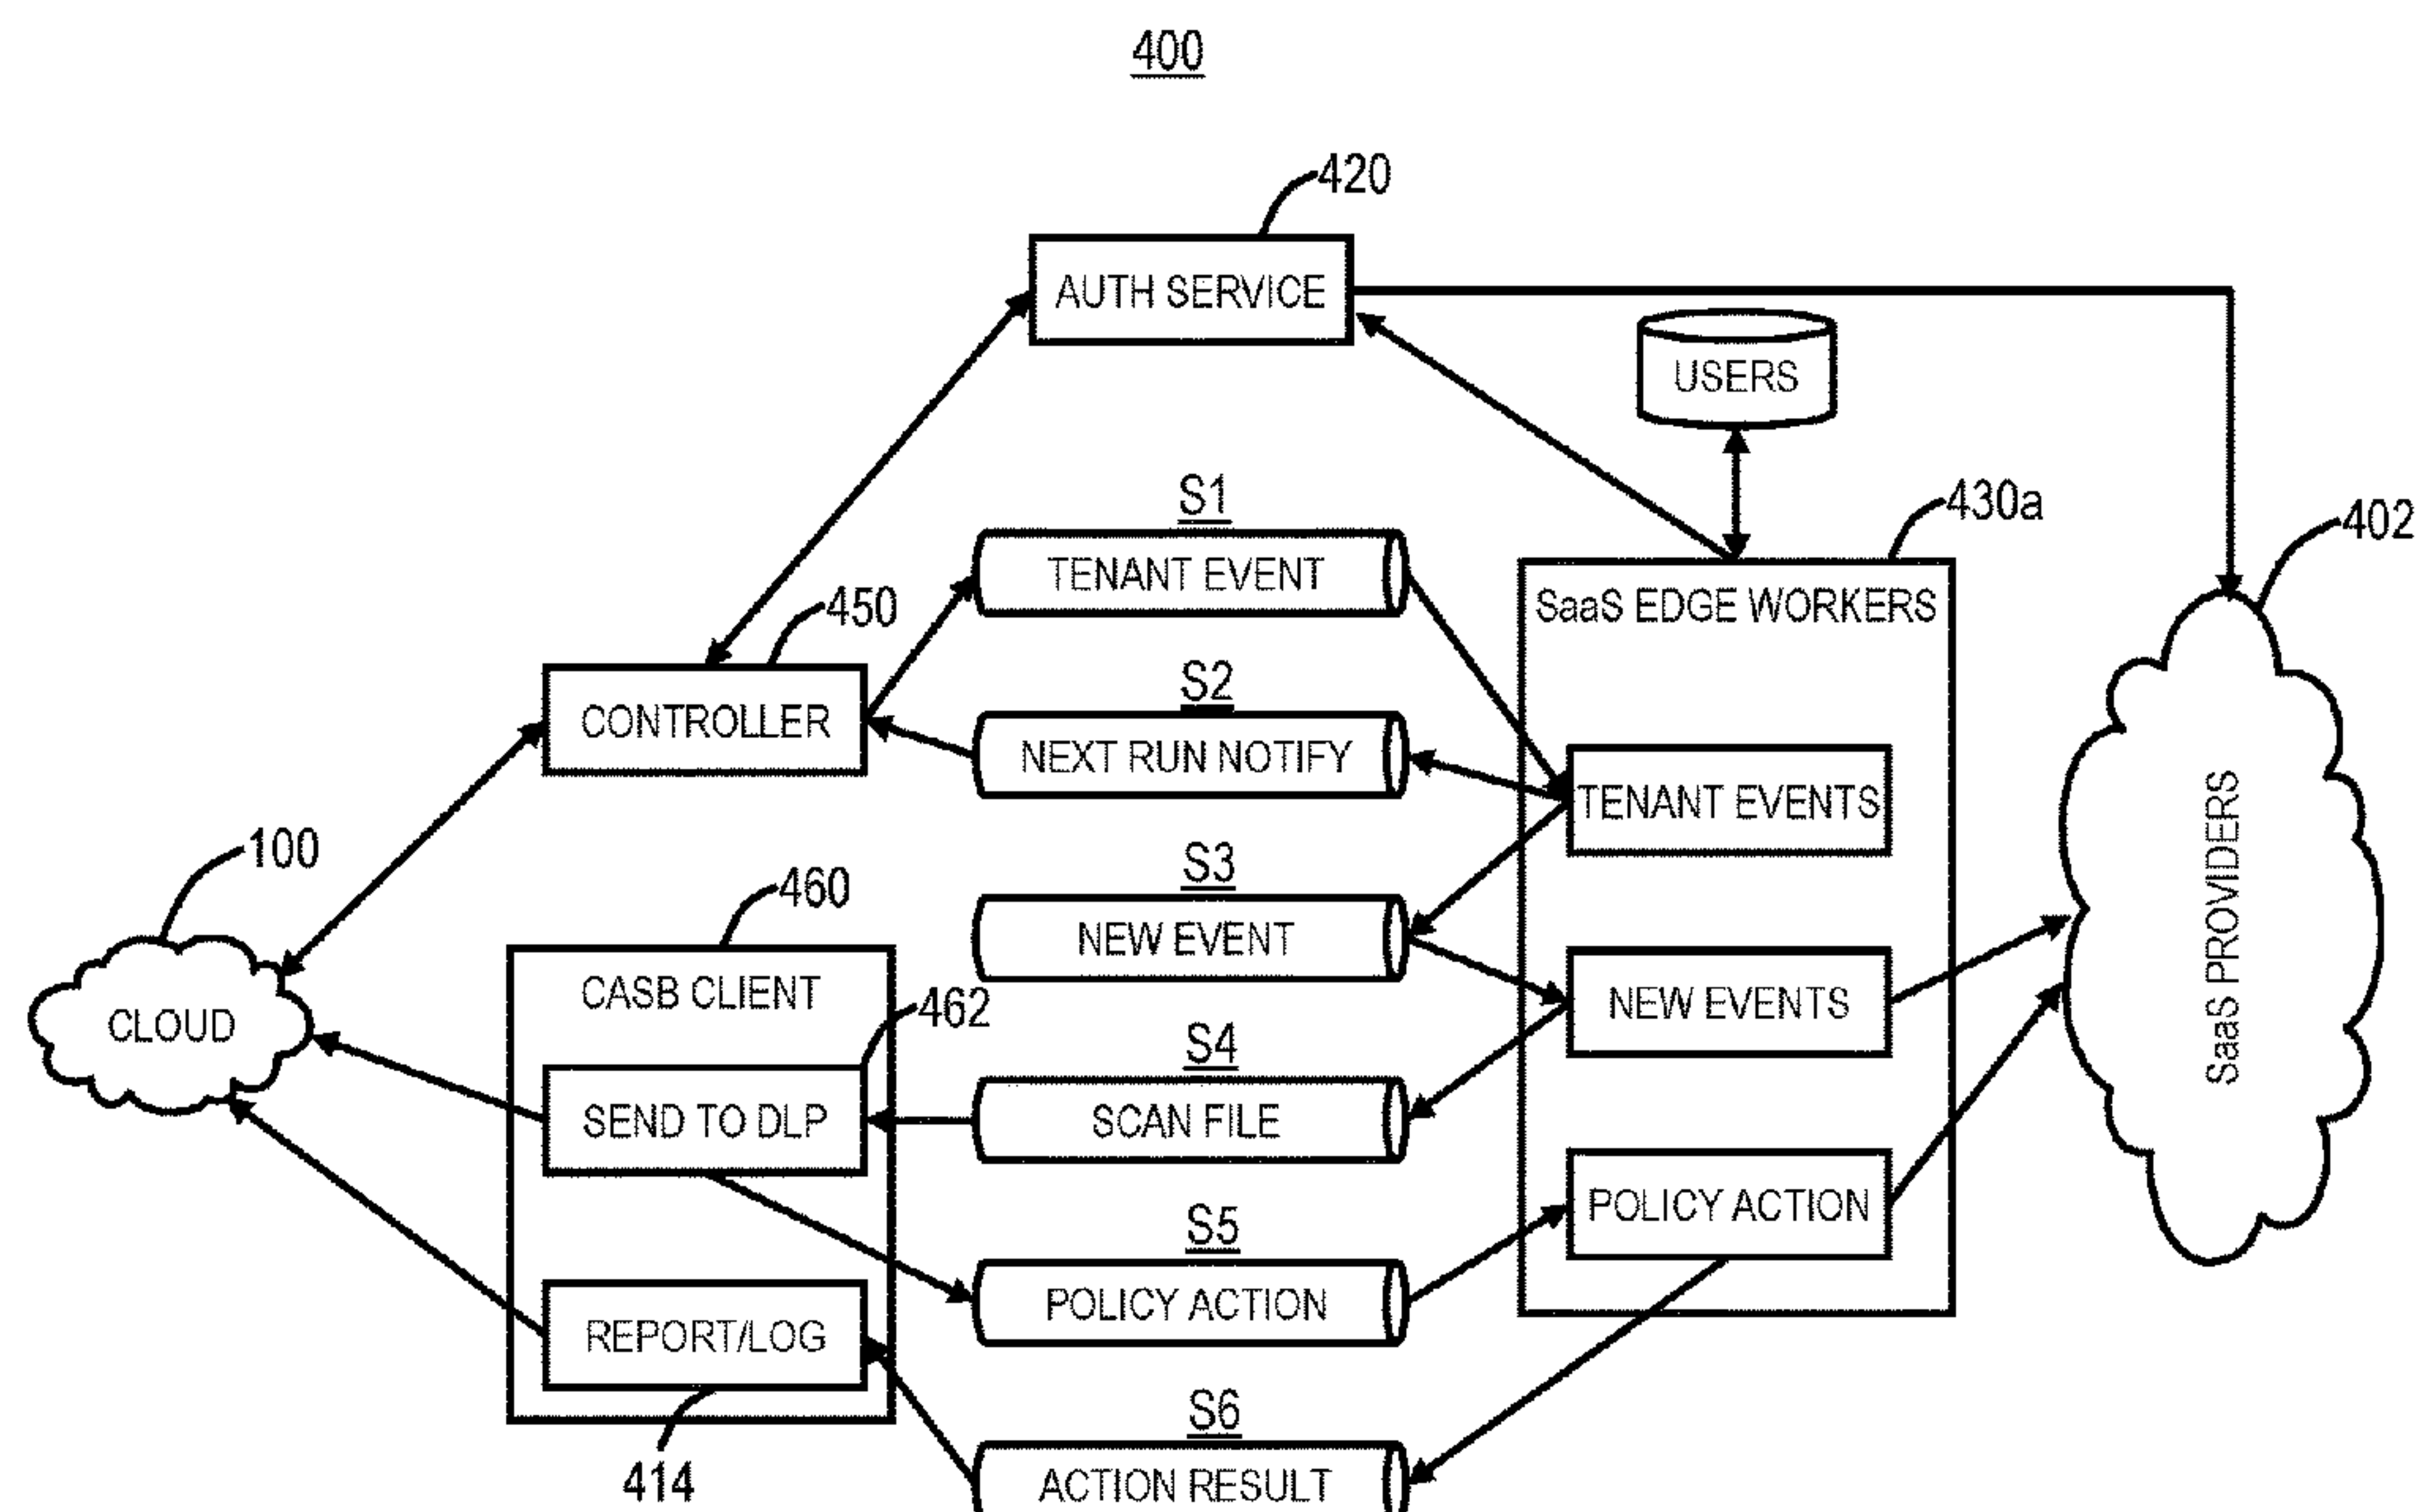 400
420
AUTH SERVICE
USERS
S1
430a
402
TENANT EVENT
SaaS EDGE WORKERS
450
S2
CONTROLLER
NEXT RUN NOTIFY
TENANT EVENTS
SaaS PROVIDERS
100
S3
460
NEW EVENT
CASB CLIENT
462
NEW EVENTS
CLOUD
S4
SEND TO DLP
SCAN FILE
POLICY ACTION
S5
POLICY ACTION
REPORT/LOG
S6
414
ACTION RESULT